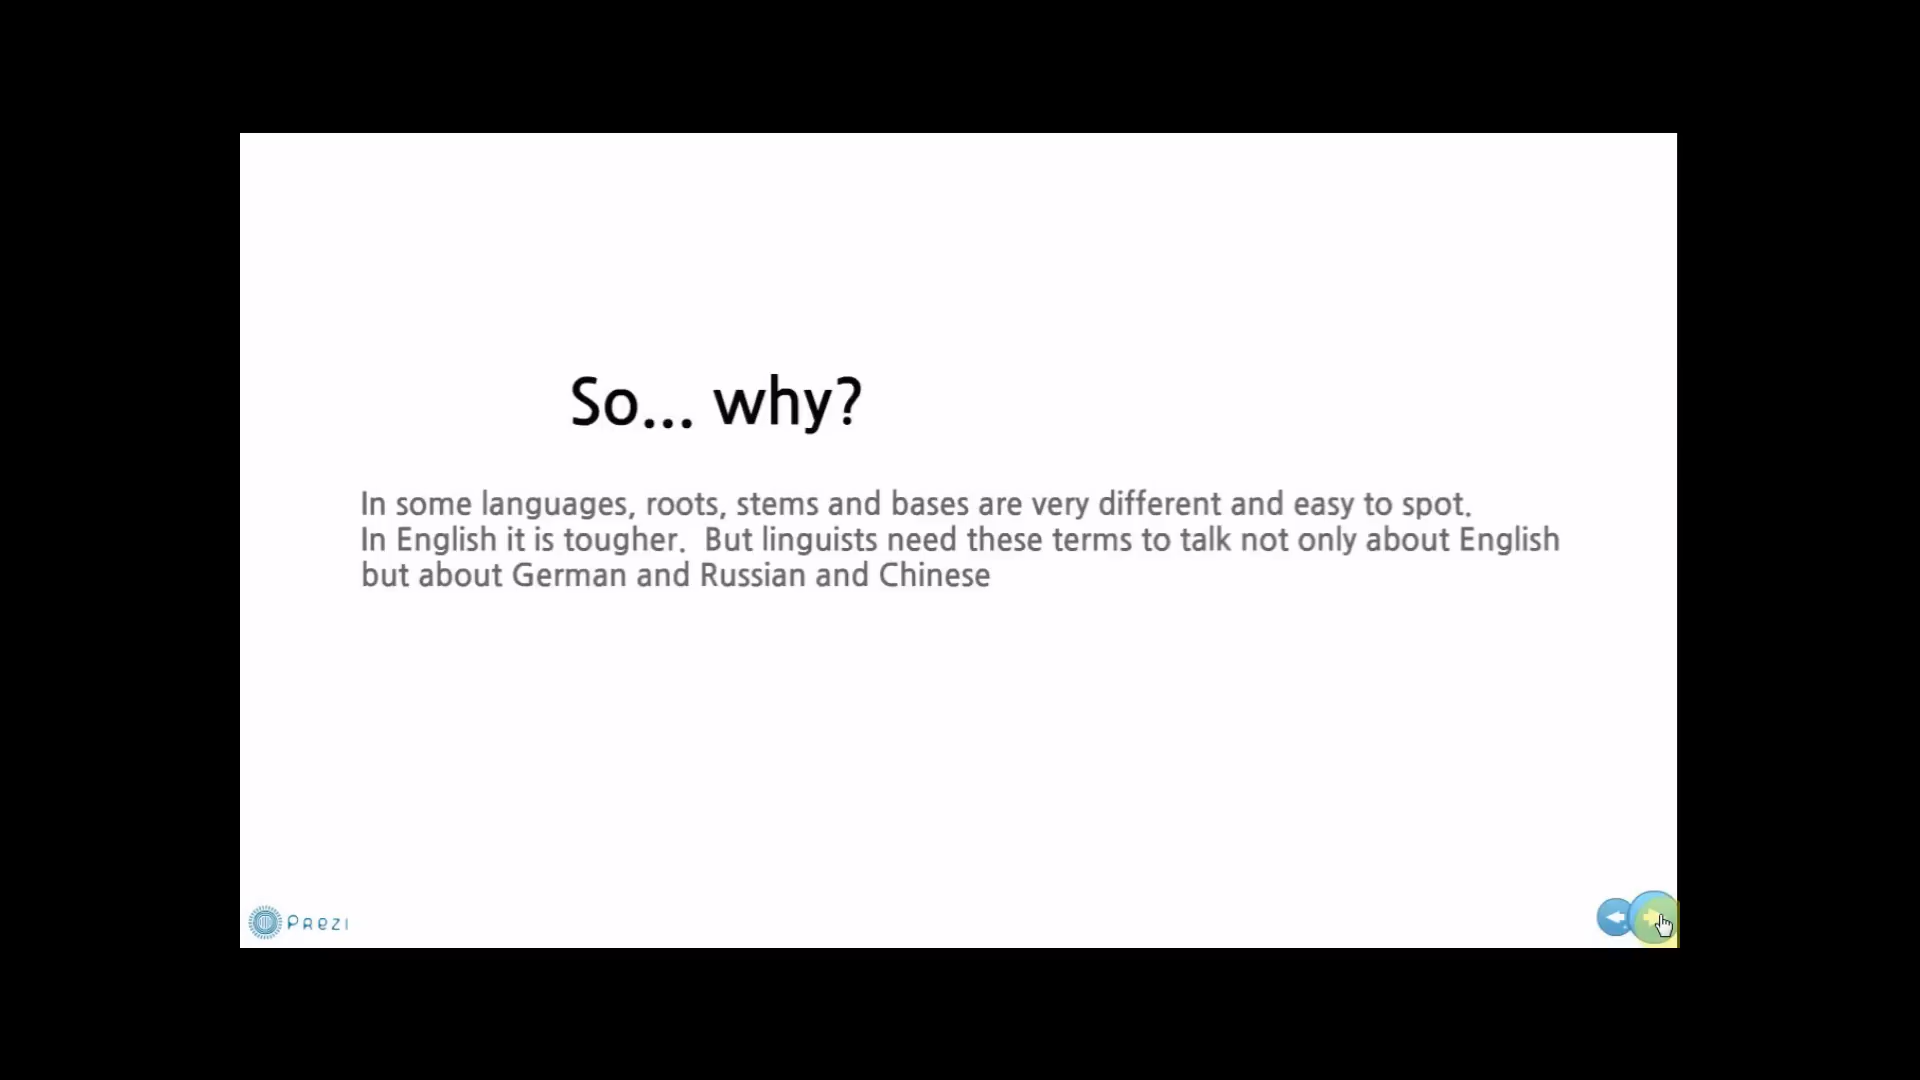 So... why?
In some languages, roots, stems and bases are very different and easy to spot.
In English it is tougher.  But linguists need these terms to talk not only about English
but about German and Russian and Chinese
Prezi